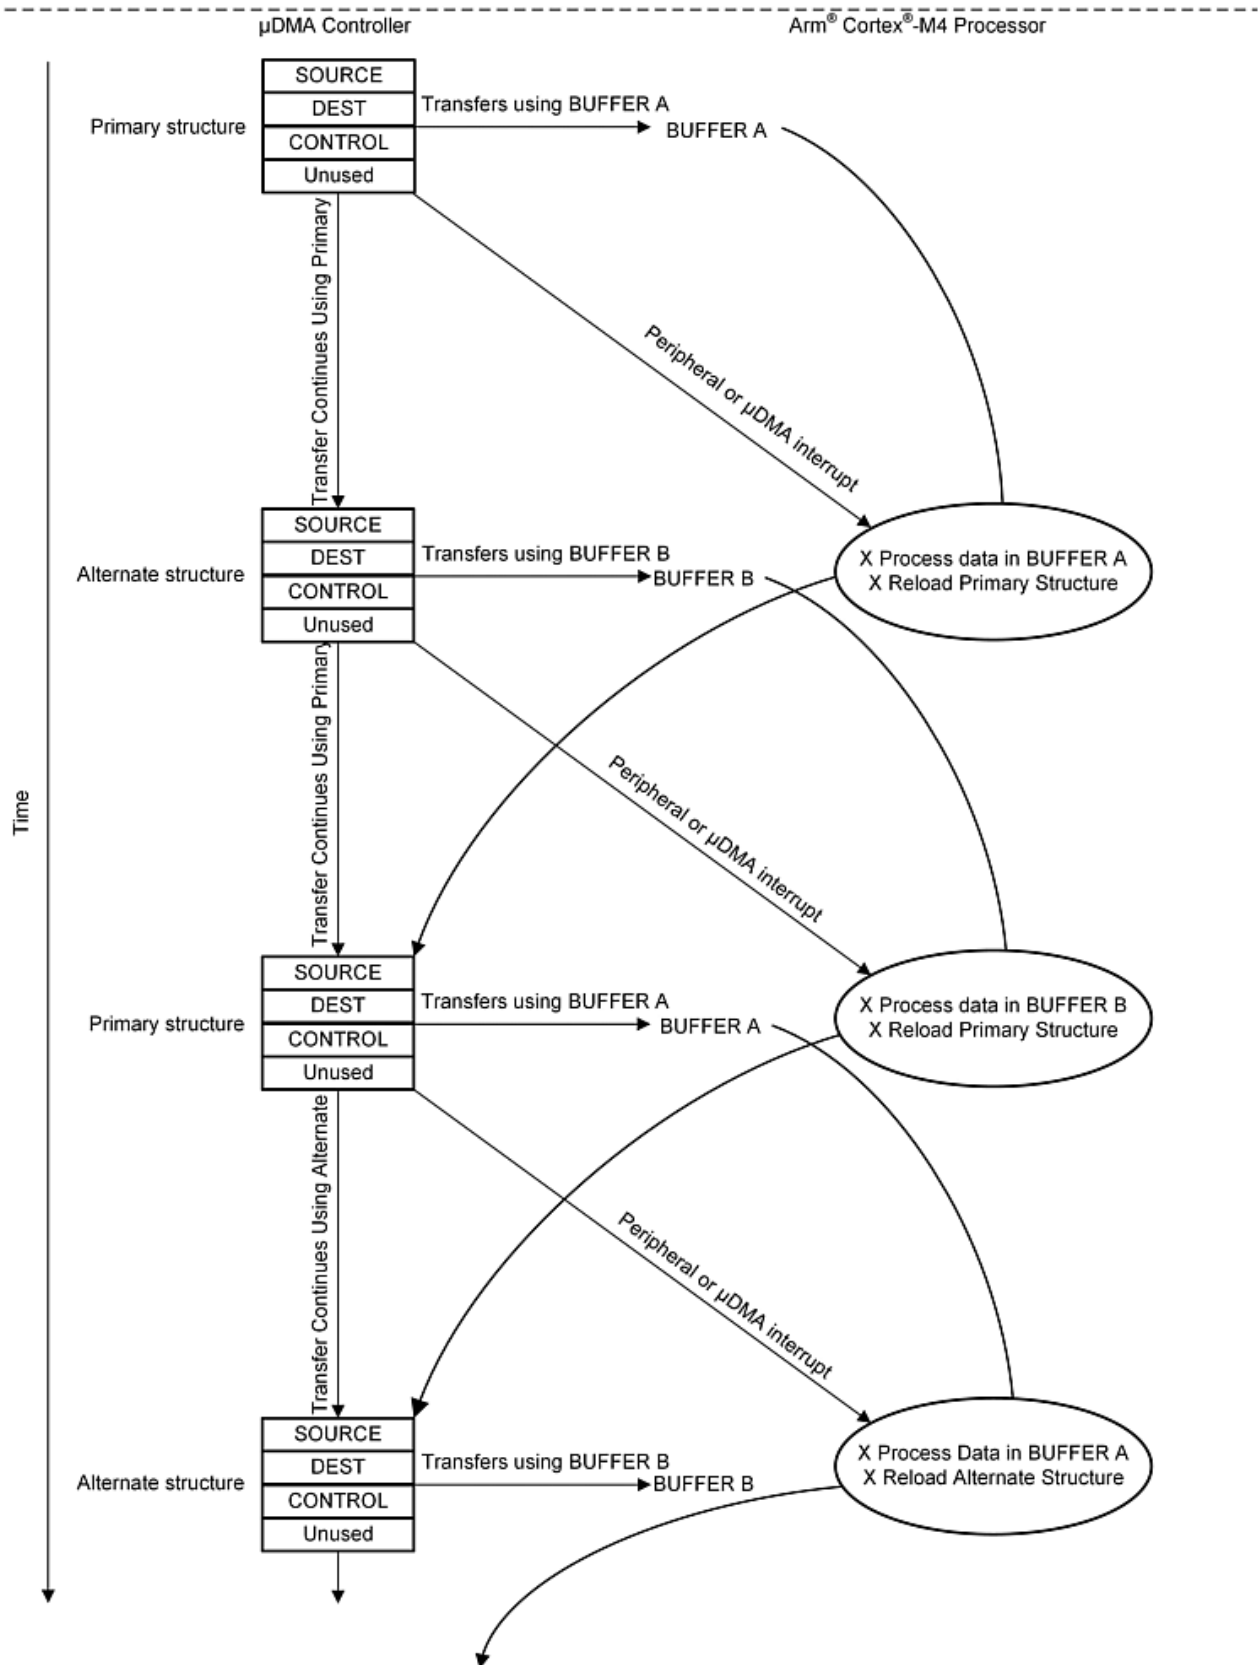 µDMA Controller
Arm® Cortex®-M4 Processor
SOURCE
DEST
CONTROL
Unused
Primary structure
Transfers using BUFFER A
BUFFER A
Transfer Continues Using Primary
Peripheral or µDMA interrupt
X Process data in BUFFER A
X Reload Primary Structure
SOURCE
DEST
CONTROL
Unused
Alternate structure
Transfers using BUFFER B
BUFFER B
Transfer Continues Using Primary
Peripheral or µDMA interrupt
X Process data in BUFFER B
X Reload Primary Structure
Time
SOURCE
DEST
CONTROL
Unused
Primary structure
Transfers using BUFFER A
BUFFER A
Transfer Continues Using Alternate
Peripheral or µDMA interrupt
X Process Data in BUFFER A
X Reload Alternate Structure
SOURCE
DEST
CONTROL
Unused
Alternate structure
Transfers using BUFFER B
BUFFER B